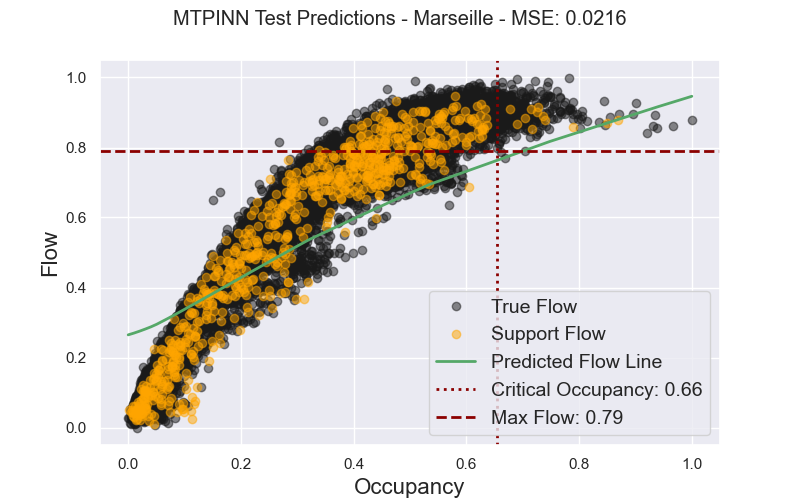 MTPINN Test Predictions - Marseille - MSE: 0.0216
1.0
0.8
0.6
0.4
0.2
0.0
Flow
True Flow
Support Flow
Predicted Flow Line
Critical Occupancy: 0.66
Max Flow: 0.79
0.0 0.2 0.4 0.6 0.8 1.0
Occupancy